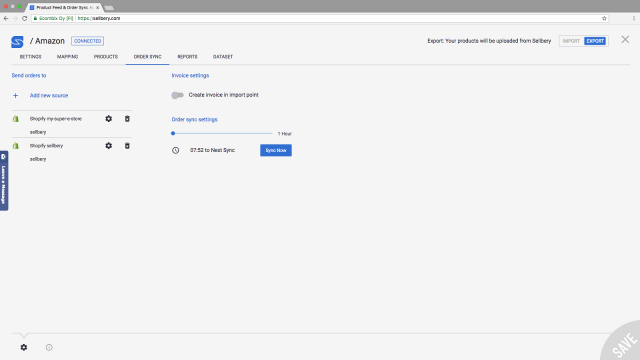 Product Feed & Order Sync A
Ecombix Oy [FI]
https://sellbery.com
/ Amazon
CONNECTED
Export: Your products will be uploaded from Sellbery
IMPORT
EXPORT
SETTINGS
MAPPING
PRODUCTS
ORDER SYNC
REPORTS
DATASET
Send orders to
Invoice settings
Add new source
Create invoice in import point
Shopify my-super-e-store
sellbery
Order sync settings
1 Hour
Shopify sellbery
sellbery
07:52 to Next Sync
Sync Now
Leave a Message
SAVE